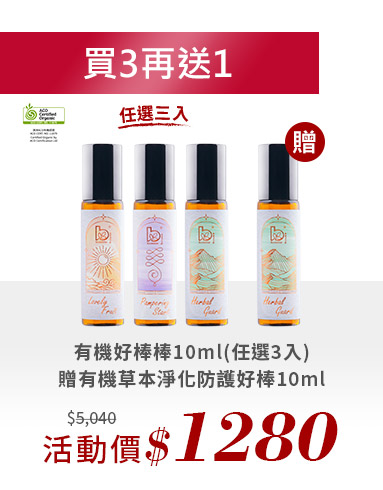 買3再送1
ACO
Certified
Organic
任選三入
贈
b
b
b
b
Lovely
Pampering
Star
Herbal
Guard
Herbal
Guard
有機好棒棒10ml(任選3入)
贈有機草本淨化防護好棒10ml
$5,040
活動價$1280